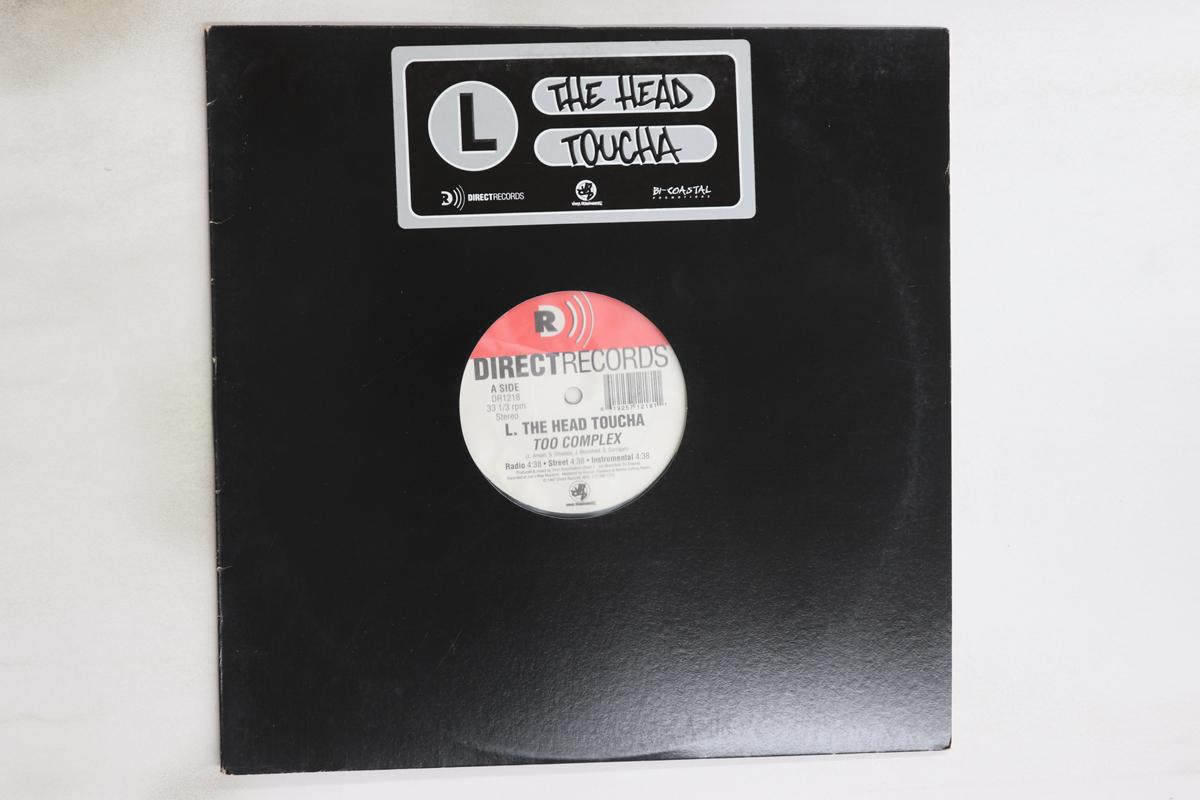 L
THE HEAD
TOUCHA
R DIRECTRECORDS
BI-COASTAL
PROMOTIONS
R
DIRECTRECORDS
A SIDE
DR1218
33 1/3 rpm
Stereo
L. THE HEAD TOUCHA
TOO COMPLEX
Radio 4:38 • Street 4:38 • Instrumental 4:38